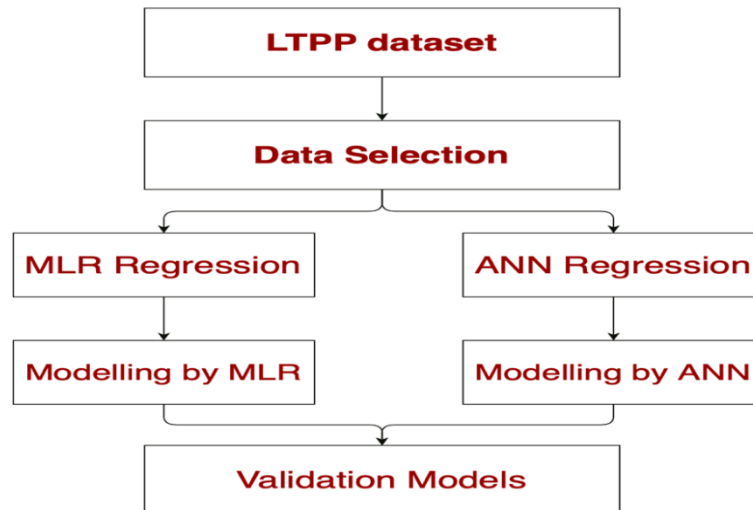 LTPP dataset
Data Selection
MLR Regression
ANN Regression
Modelling by MLR
Modelling by ANN
Validation Models